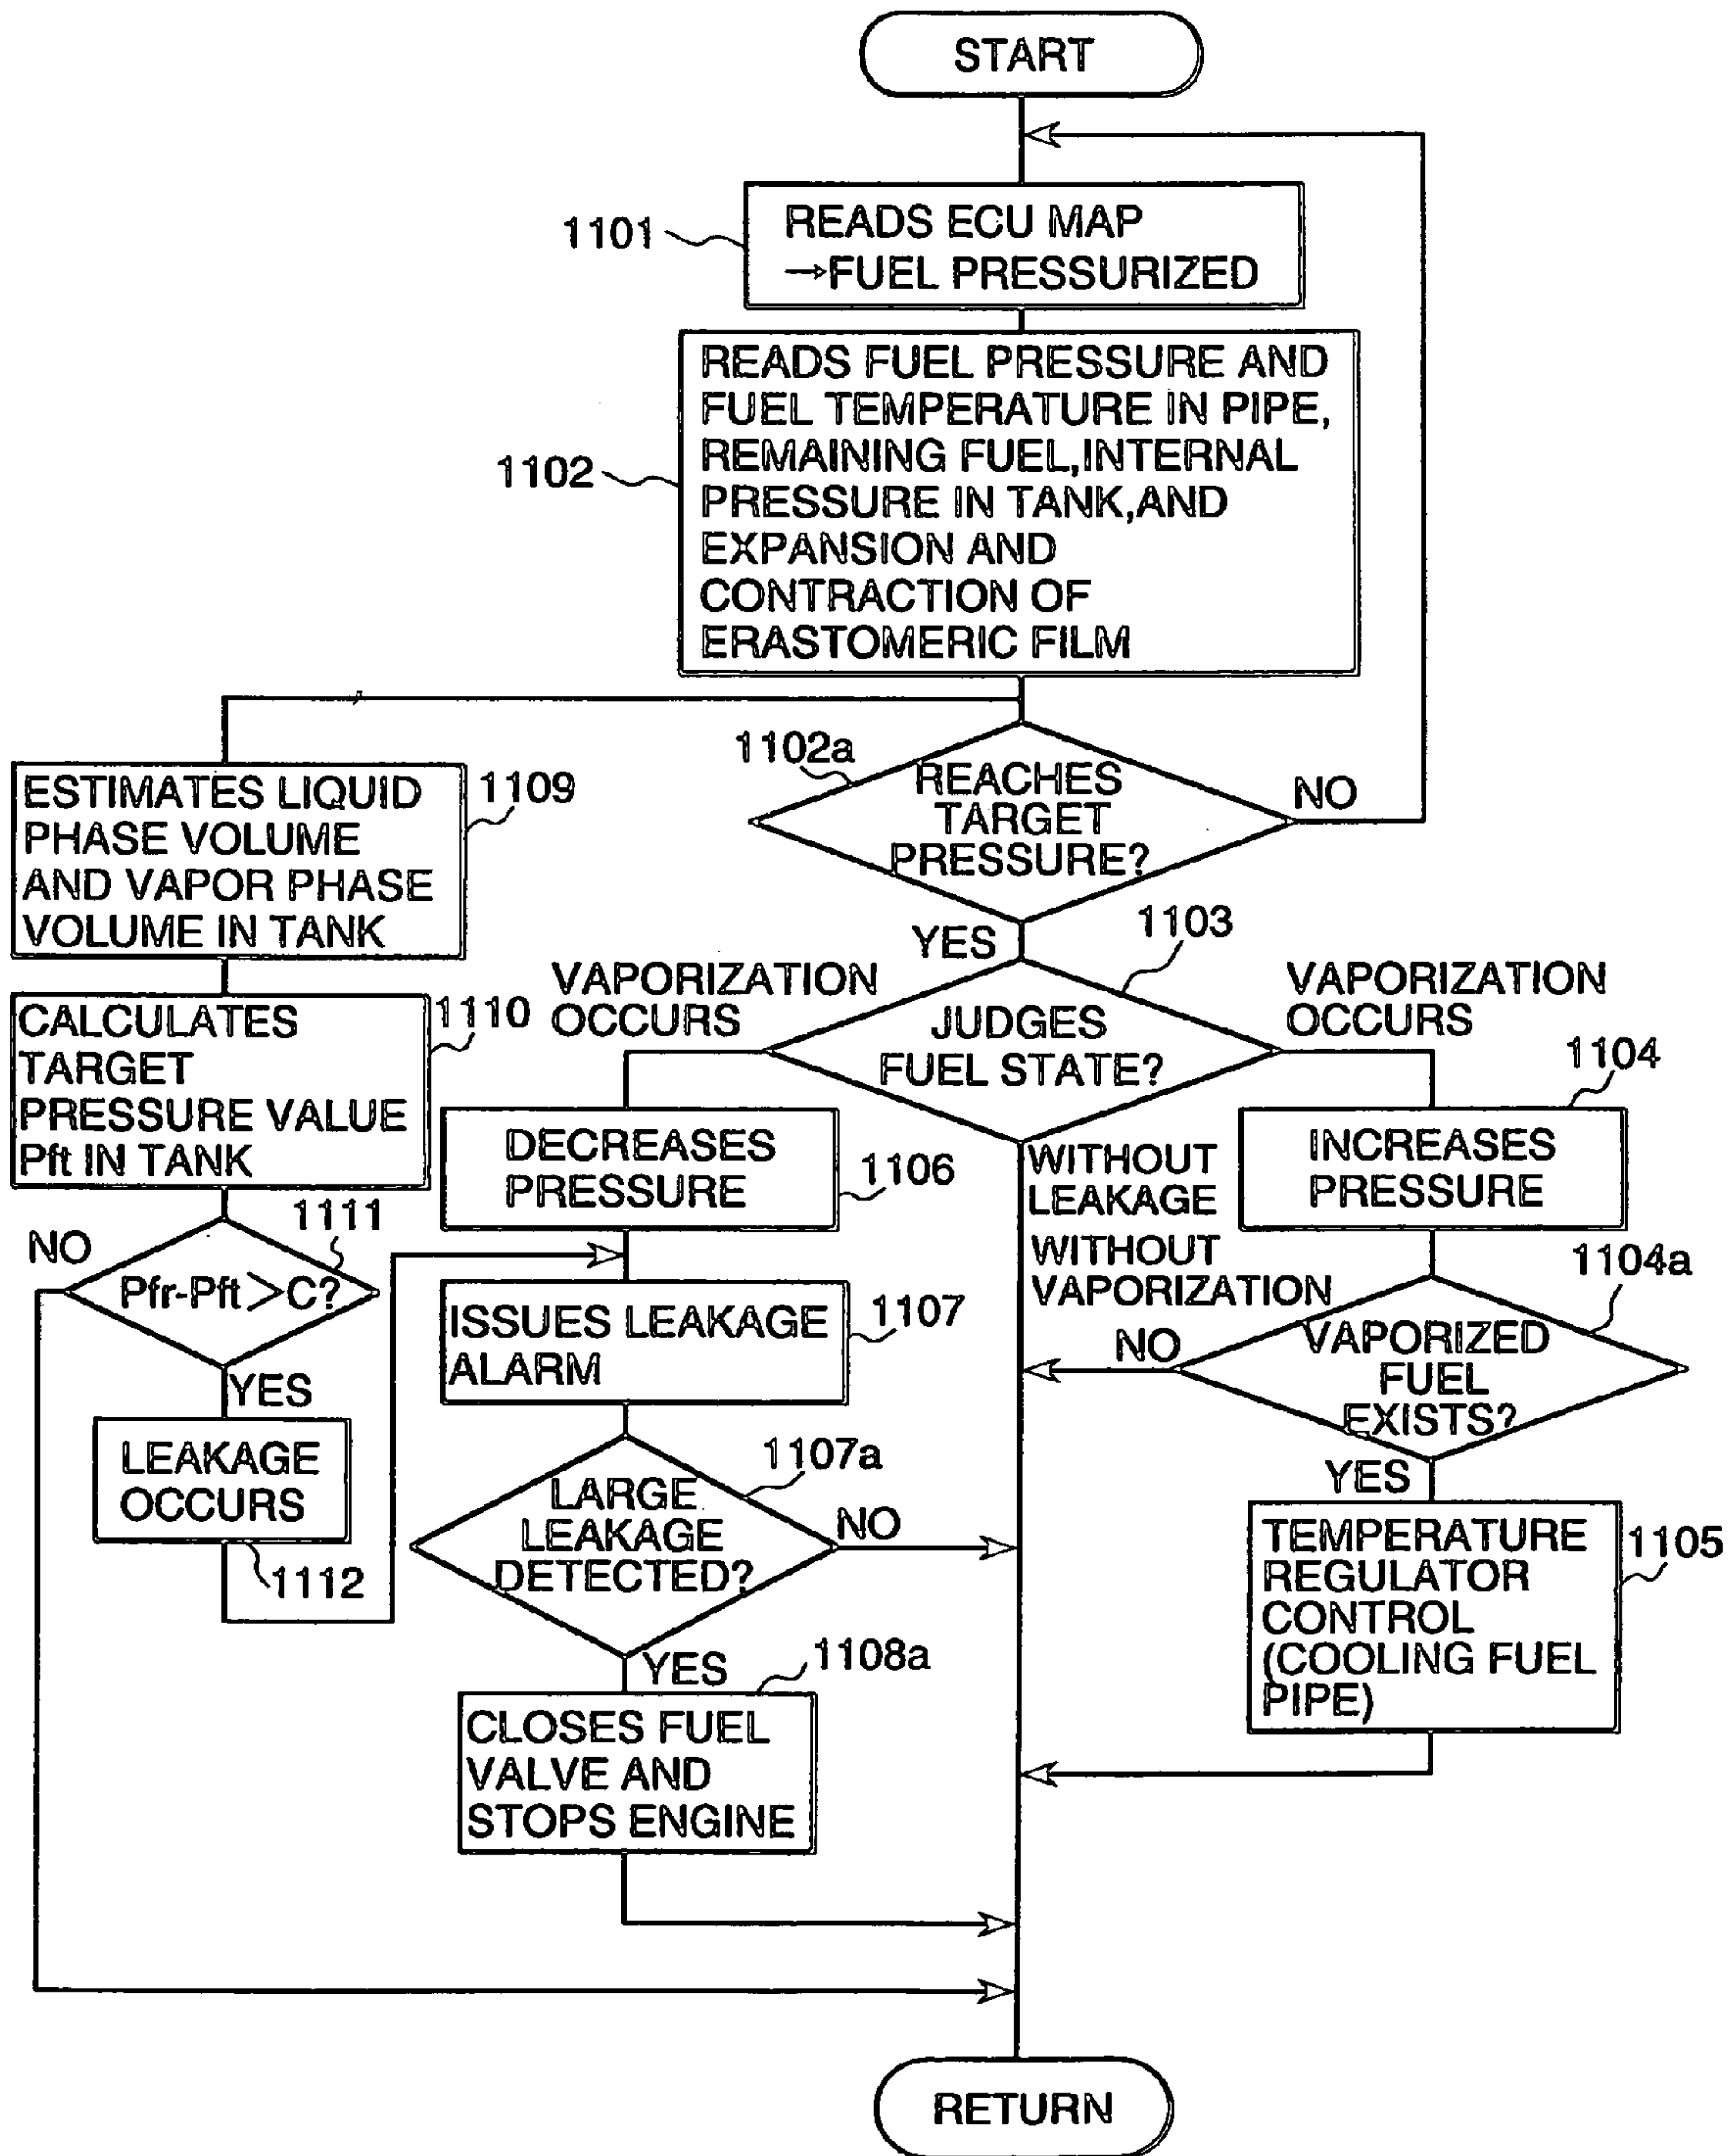 START
1101
READS ECU MAP
→FUEL PRESSURIZED
1102
READS FUEL PRESSURE AND
FUEL TEMPERATURE IN PIPE,
REMAINING FUEL,INTERNAL
PRESSURE IN TANK,AND
EXPANSION AND
CONTRACTION OF
ERASTOMERIC FILM
1102a
REACHES
TARGET
PRESSURE?
NO
YES
ESTIMATES LIQUID
PHASE VOLUME
AND VAPOR PHASE
VOLUME IN TANK
1109
CALCULATES
TARGET
PRESSURE VALUE
Pft IN TANK
1110
1111
NO
Pfr-Pft>C?
YES
LEAKAGE
OCCURS
1112
1103
JUDGES
FUEL STATE?
VAPORIZATION
OCCURS
VAPORIZATION
OCCURS
DECREASES
PRESSURE
1106
WITHOUT
LEAKAGE
WITHOUT
VAPORIZATION
1104
INCREASES
PRESSURE
ISSUES LEAKAGE
ALARM
1107
1104a
VAPORIZED
FUEL
EXISTS?
NO
YES
1107a
LARGE
LEAKAGE
DETECTED?
NO
YES
1108a
CLOSES FUEL
VALVE AND
STOPS ENGINE
TEMPERATURE
REGULATOR
CONTROL
(COOLING FUEL
PIPE)
1105
RETURN